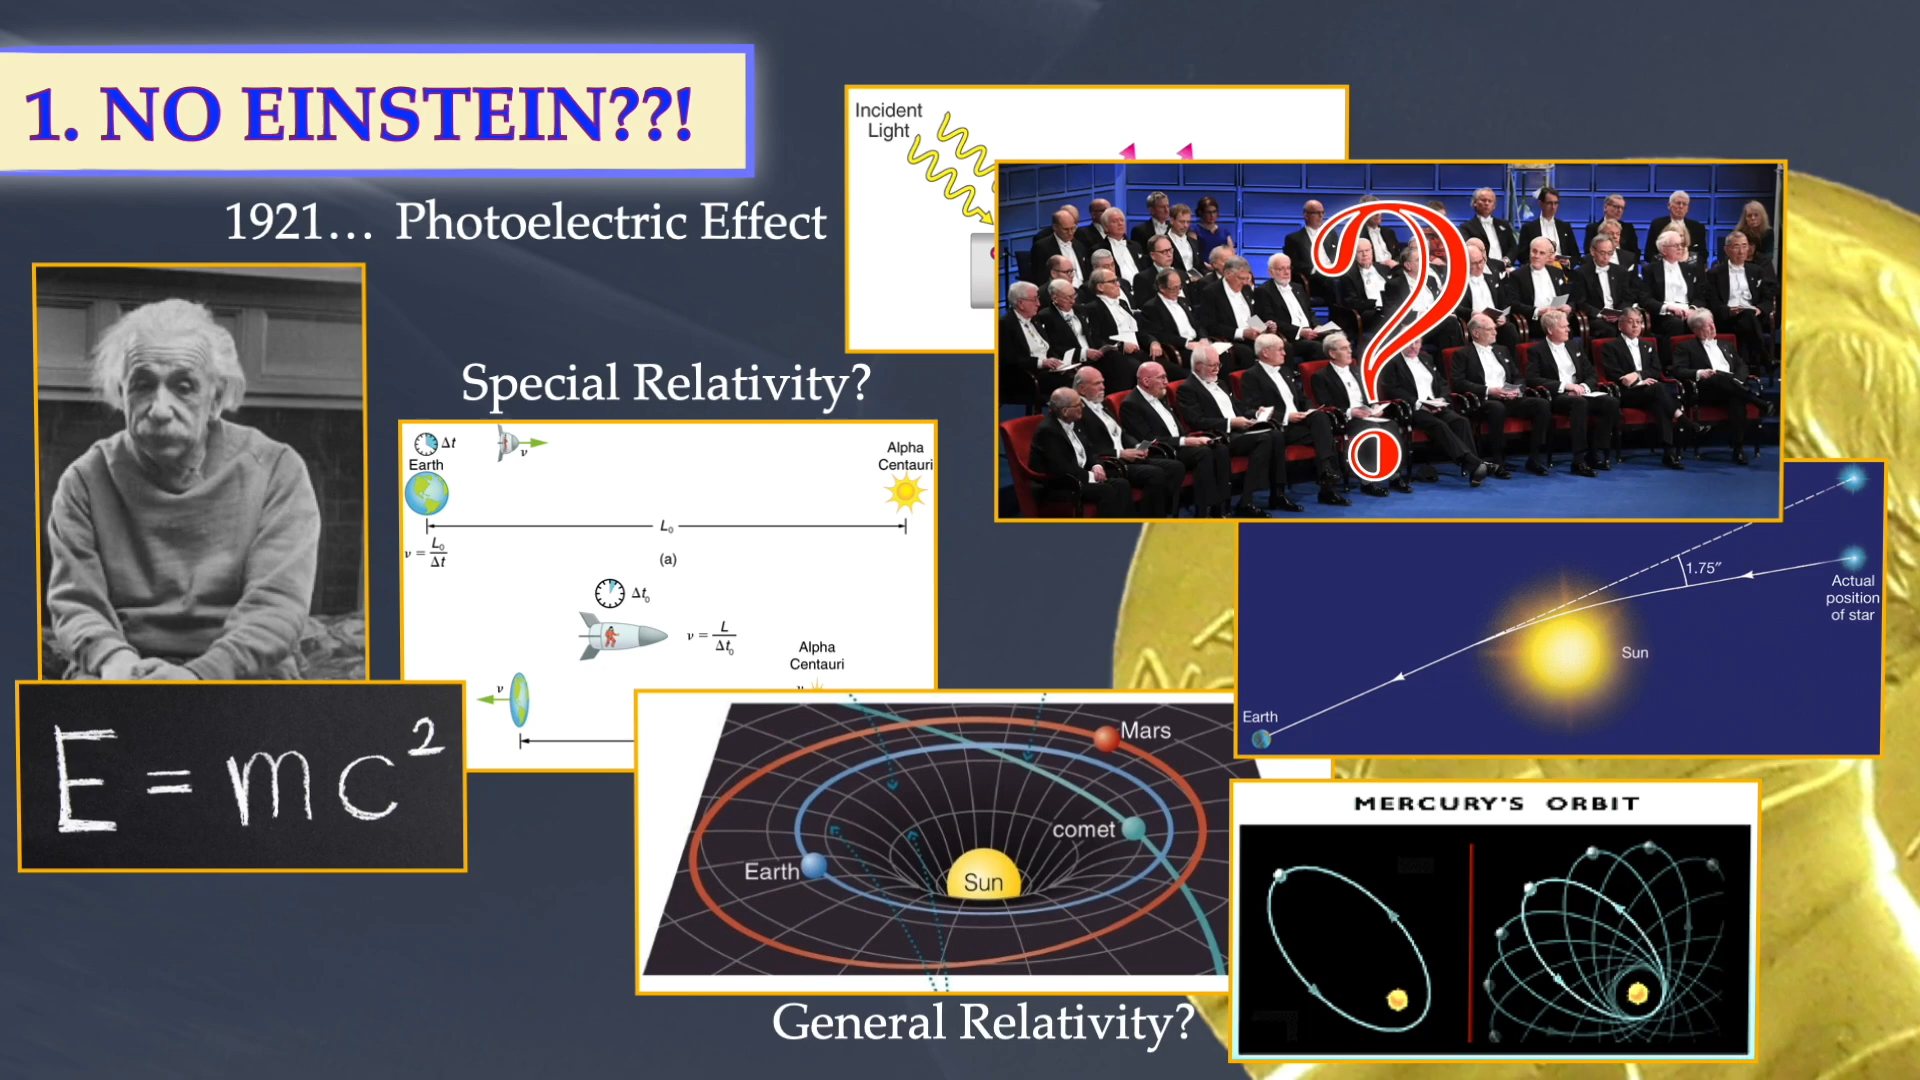 1. NO EINSTEIN??!
1921… Photoelectric Effect
Incident
Light
Special Relativity?
Δt
v
Earth
Alpha
Centauri
L₀
v = L₀/Δt
(a)
Δt₀
v = L/Δt₀
Alpha
Centauri
v
E = mc²
?
1.75″
Actual
position
of star
Sun
Earth
Mars
comet
Earth
Sun
General Relativity?
MERCURY'S ORBIT